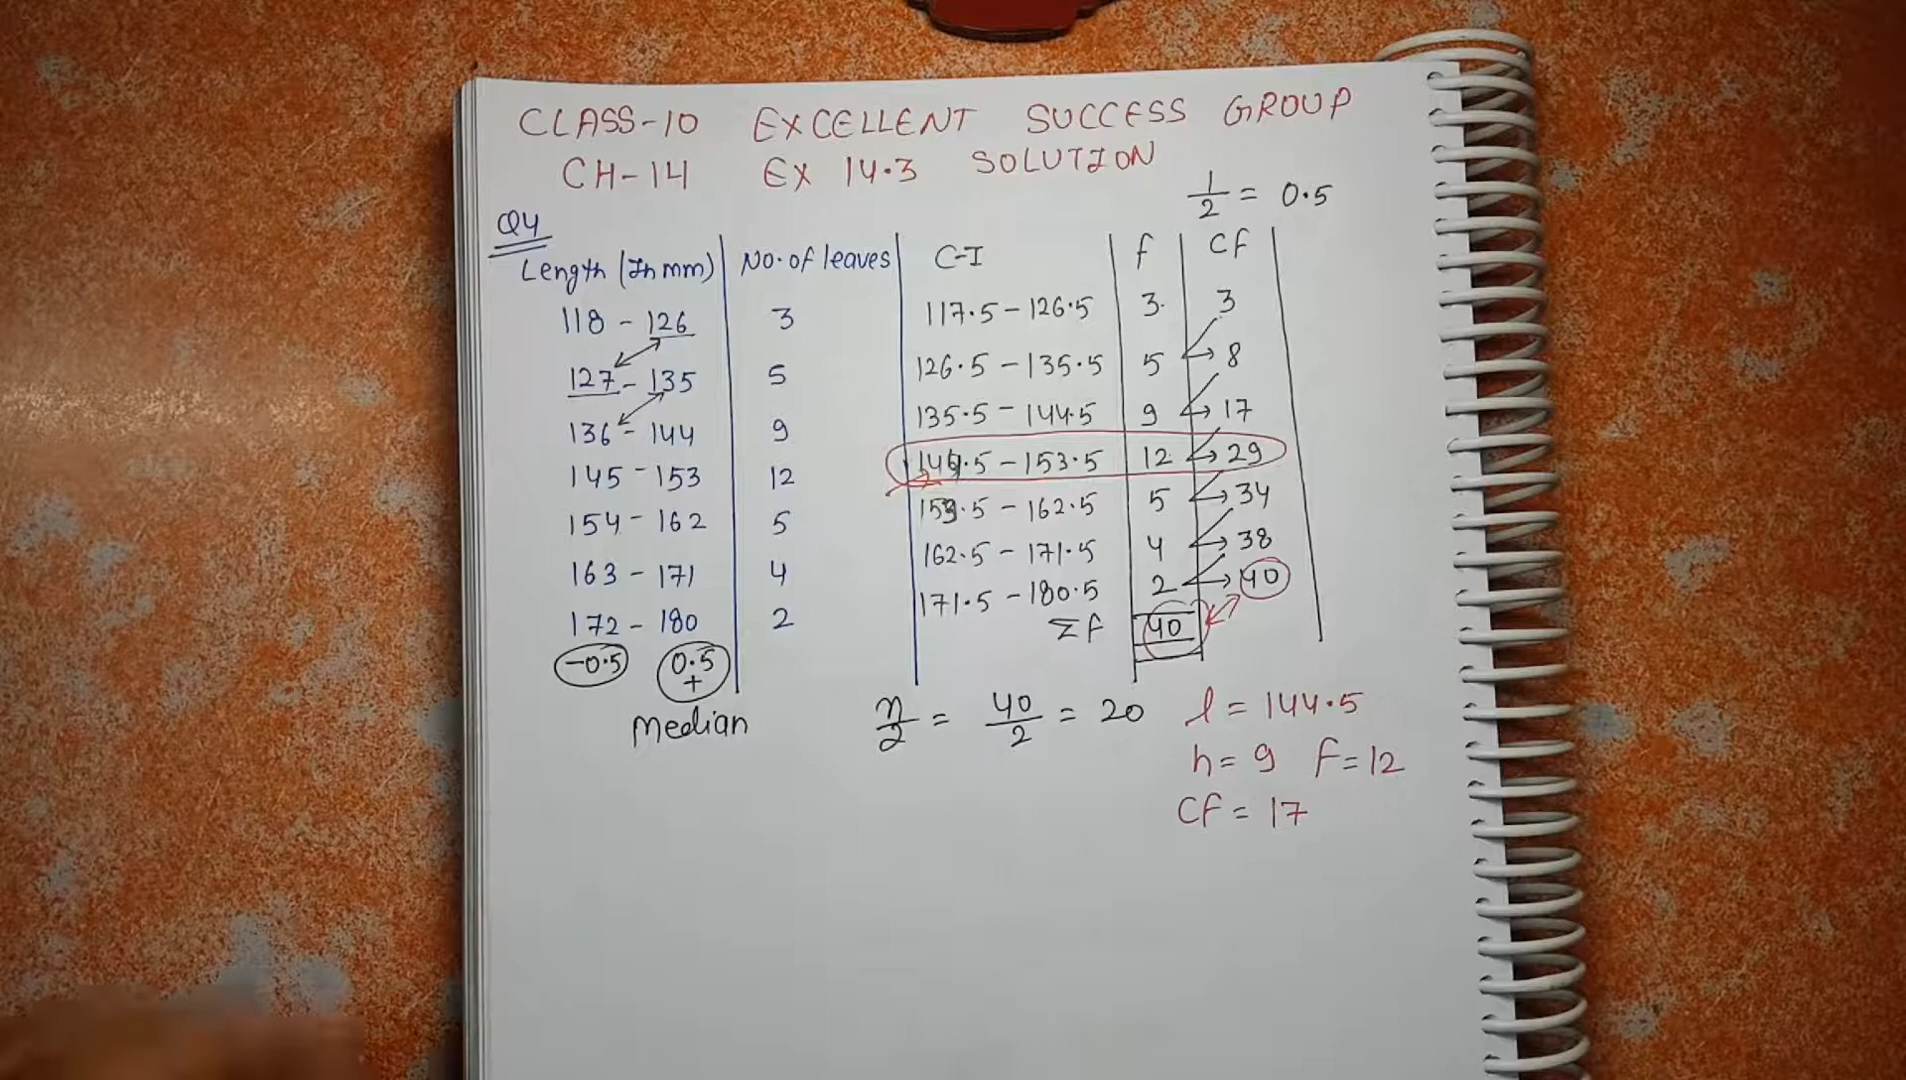 CLASS-10 EXCELLENT SUCCESS GROUP
CH-14 EX 14.3 SOLUTION
1/2 = 0.5
Q4
Length (In mm) No. of leaves C-I f Cf
118 - 126 3 117.5 - 126.5 3 3
127 - 135 5 126.5 - 135.5 5 8
136 - 144 9 135.5 - 144.5 9 17
145 - 153 12 144.5 - 153.5 12 29
154 - 162 5 153.5 - 162.5 5 34
163 - 171 4 162.5 - 171.5 4 38
172 - 180 2 171.5 - 180.5 2 40
-0.5 0.5 + Σf 40
Median n/2 = 40/2 = 20 l = 144.5
h = 9 f = 12
Cf = 17